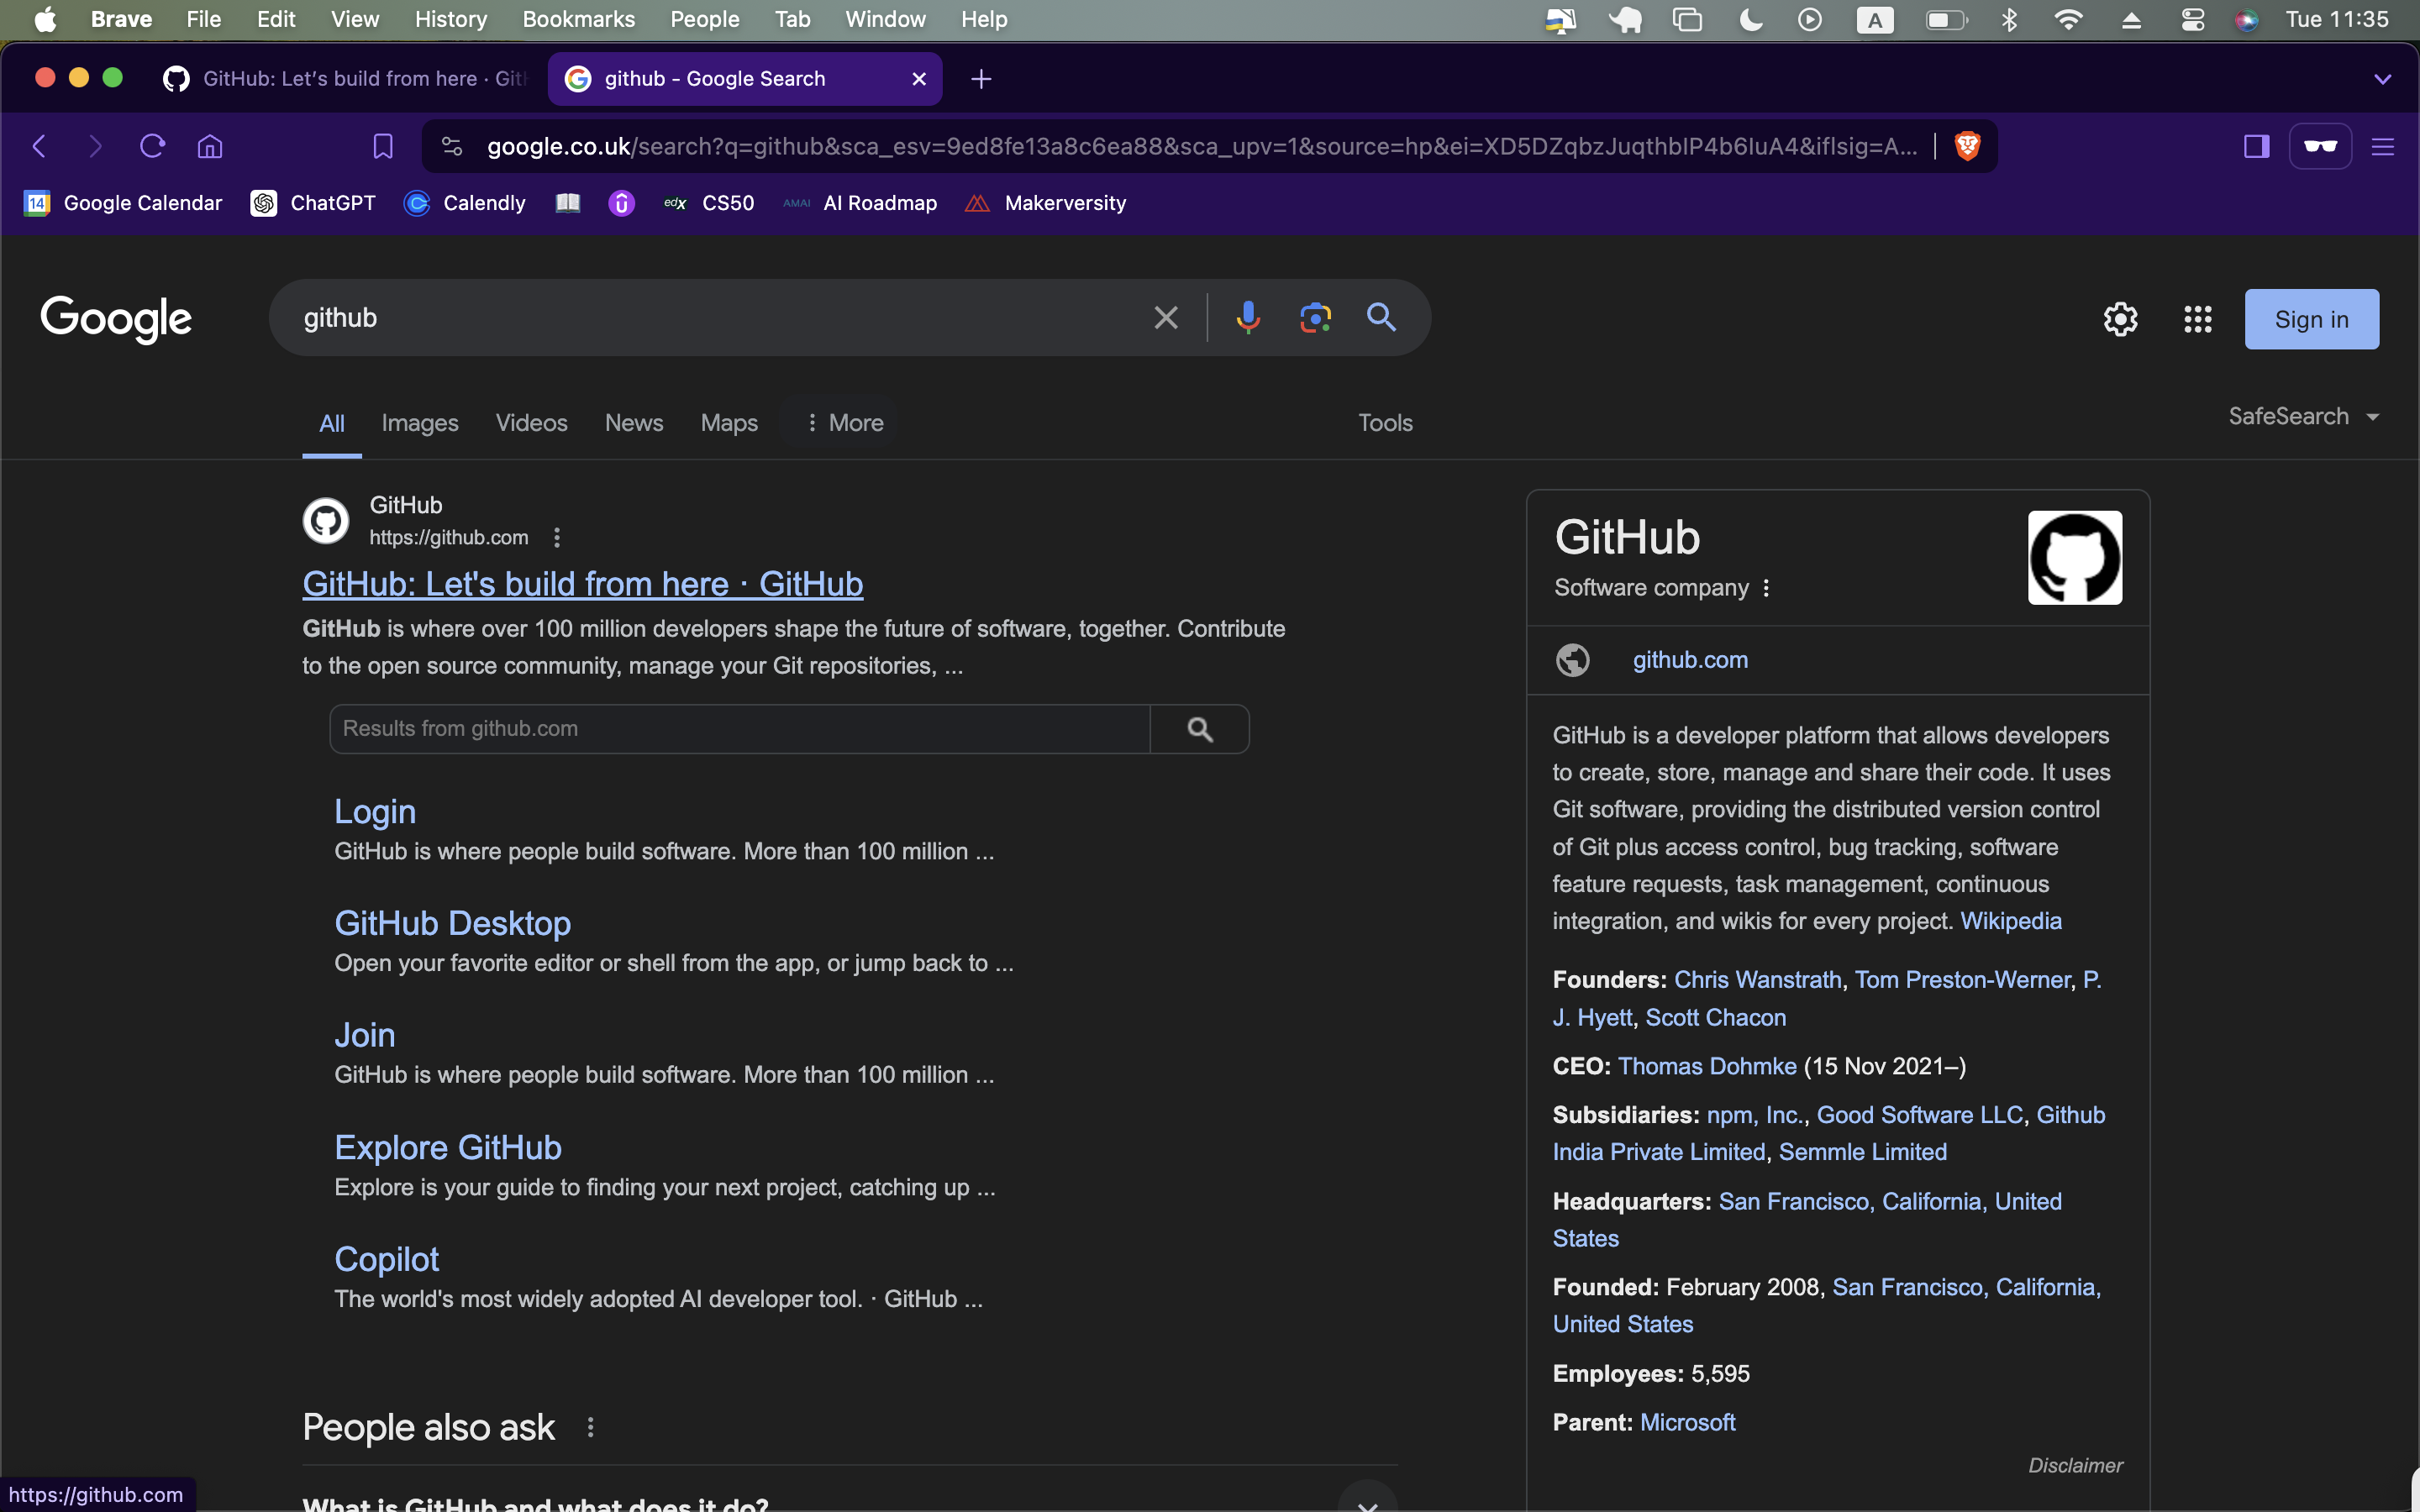 Brave File Edit View History Bookmarks People Tab Window Help A Tue 11:35
GitHub: Let's build from here · Git
github - Google Search
google.co.uk/search?q=github&sca_esv=9ed8fe13a8c6ea88&sca_upv=1&source=hp&ei=XD5DZqbzJuqthbIP4b6luA4&iflsig=A...
14 Google Calendar ChatGPT Calendly edX CS50 AMAI AI Roadmap Makerversity
Google
github
Sign in
All Images Videos News Maps More Tools
SafeSearch
GitHub
https://github.com
GitHub: Let's build from here · GitHub
GitHub is where over 100 million developers shape the future of software, together. Contribute
to the open source community, manage your Git repositories, ...
Results from github.com
Login
GitHub is where people build software. More than 100 million ...
GitHub Desktop
Open your favorite editor or shell from the app, or jump back to ...
Join
GitHub is where people build software. More than 100 million ...
Explore GitHub
Explore is your guide to finding your next project, catching up ...
Copilot
The world's most widely adopted AI developer tool. · GitHub ...
People also ask
What is GitHub and what does it do?
https://github.com
GitHub
Software company
github.com
GitHub is a developer platform that allows developers
to create, store, manage and share their code. It uses
Git software, providing the distributed version control
of Git plus access control, bug tracking, software
feature requests, task management, continuous
integration, and wikis for every project. Wikipedia
Founders: Chris Wanstrath, Tom Preston-Werner, P.
J. Hyett, Scott Chacon
CEO: Thomas Dohmke (15 Nov 2021–)
Subsidiaries: npm, Inc., Good Software LLC, Github
India Private Limited, Semmle Limited
Headquarters: San Francisco, California, United
States
Founded: February 2008, San Francisco, California,
United States
Employees: 5,595
Parent: Microsoft
Disclaimer